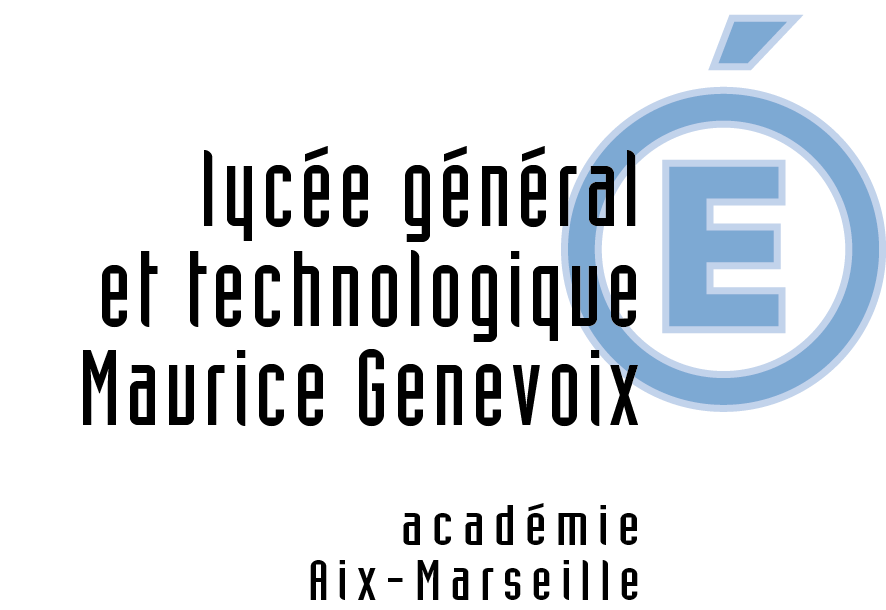 É
lycée général
et technologique
Maurice Genevoix
académie
Aix-Marseille